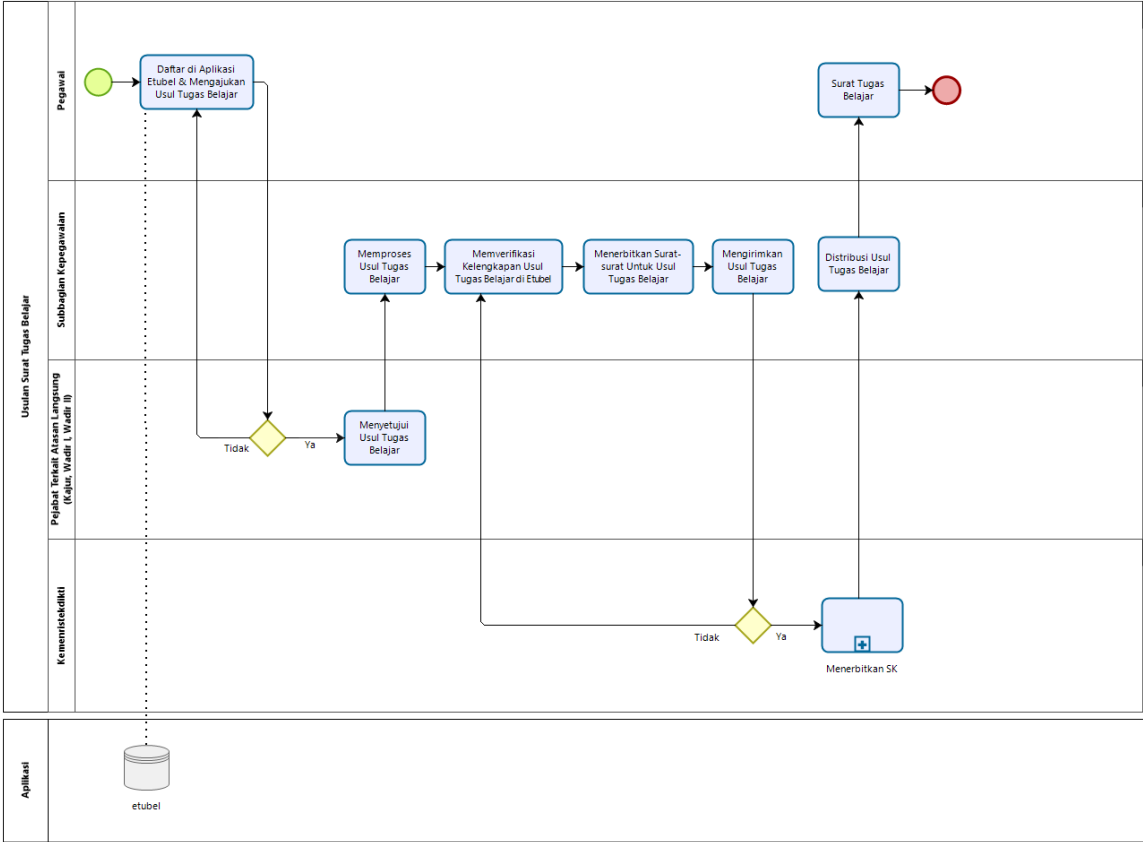 Usulan Surat Tugas Belajar
Pegawai
Daftar di Aplikasi
Etubel & Mengajukan
Usul Tugas Belajar
Surat Tugas
Belajar
Subbagian Kepegawaian
Memproses
Usul Tugas
Belajar
Memverifikasi
Kelengkapan Usul
Tugas Belajar di Etubel
Menerbitkan Surat-
surat Untuk Usul
Tugas Belajar
Mengirimkan
Usul Tugas
Belajar
Distribusi Usul
Tugas Belajar
Pejabat Terkait Atasan Langsung
(Kajur, Wadir I, Wadir II)
Tidak
Ya
Menyetujui
Usul Tugas
Belajar
Kemenristekdikti
Tidak
Ya
Menerbitkan SK
Aplikasi
etubel